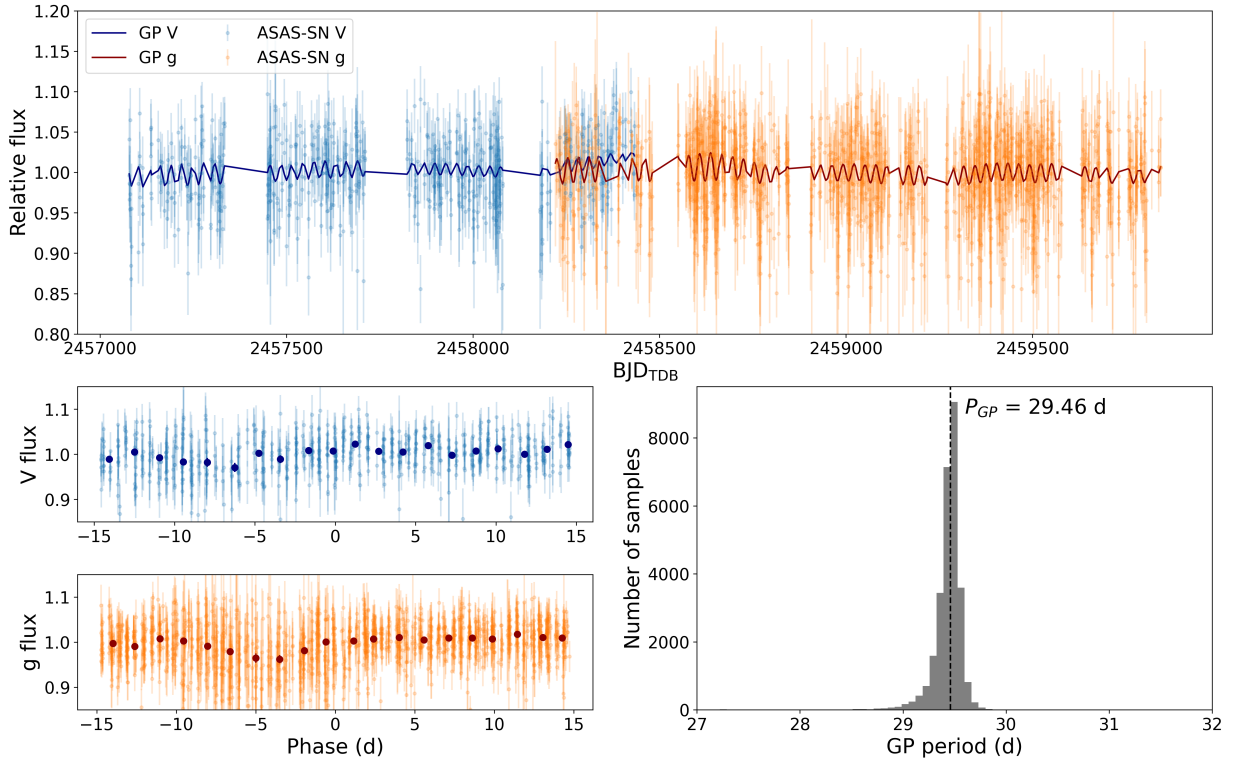 1.20
1.15
1.10
1.05
1.00
0.95
0.90
0.85
0.80
Relative flux
GP V
GP g
ASAS-SN V
ASAS-SN g
2457000 2457500 2458000 2458500 2459000 2459500
BJD_TDB
1.1
1.0
0.9
V flux
−15 −10 −5 0 5 10 15
1.1
1.0
0.9
g flux
−15 −10 −5 0 5 10 15
Phase (d)
P_GP = 29.46 d
8000
6000
4000
2000
0
Number of samples
27 28 29 30 31 32
GP period (d)